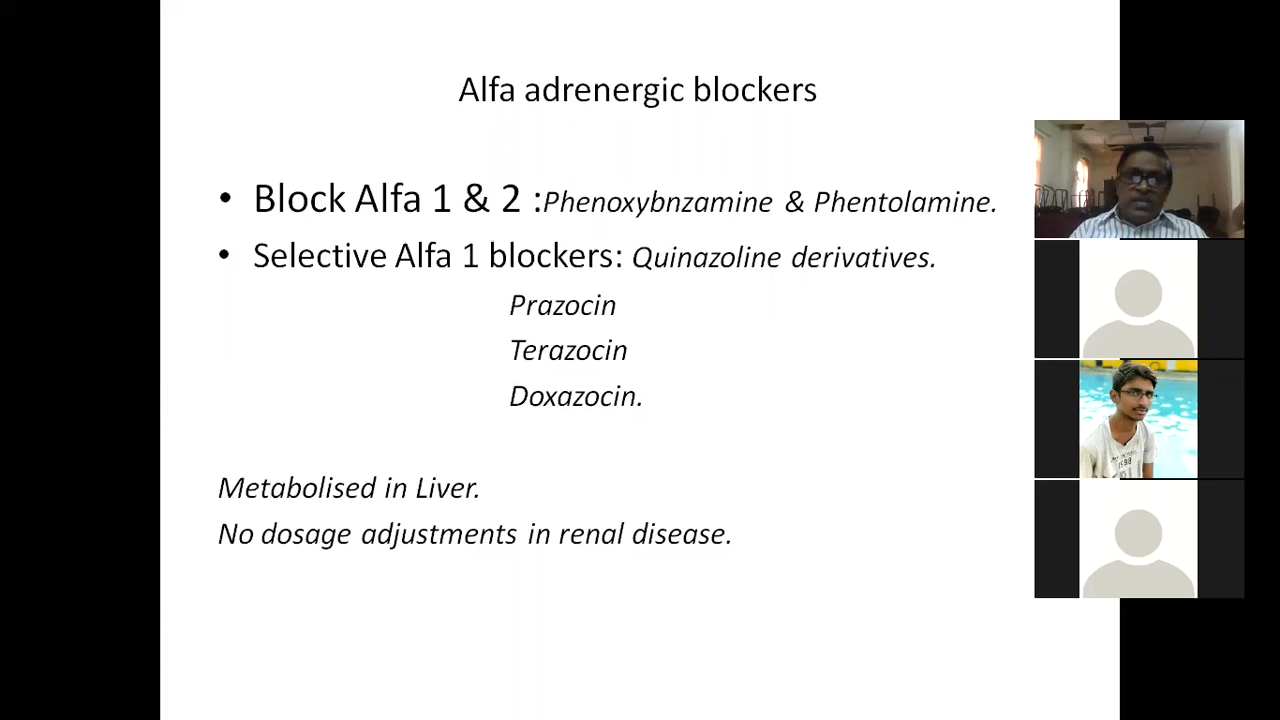 Alfa adrenergic blockers
• Block Alfa 1 & 2 :Phenoxybnzamine & Phentolamine.
• Selective Alfa 1 blockers: Quinazoline derivatives.
Prazocin
Terazocin
Doxazocin.
Metabolised in Liver.
No dosage adjustments in renal disease.